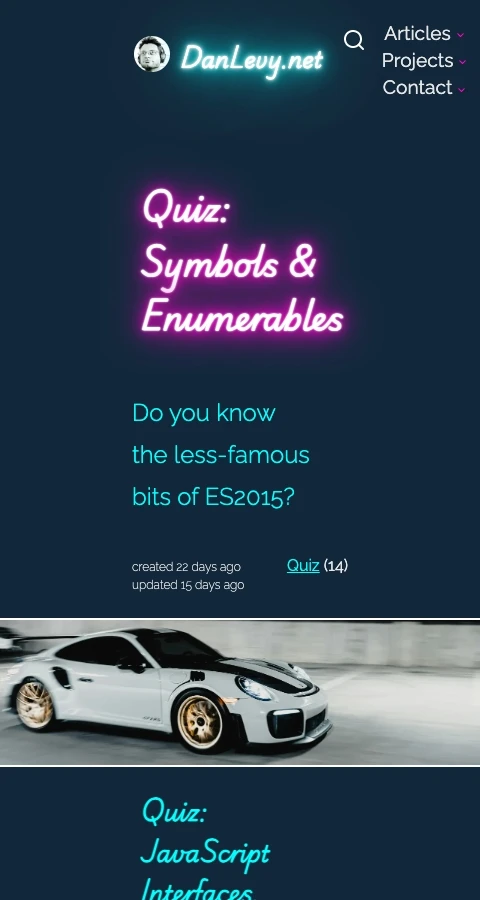 DanLevy.net
Articles
Projects
Contact
Quiz:
Symbols &
Enumerables
Do you know
the less-famous
bits of ES2015?
created 22 days ago
updated 15 days ago
Quiz (14)
Quiz:
JavaScript
Interfaces